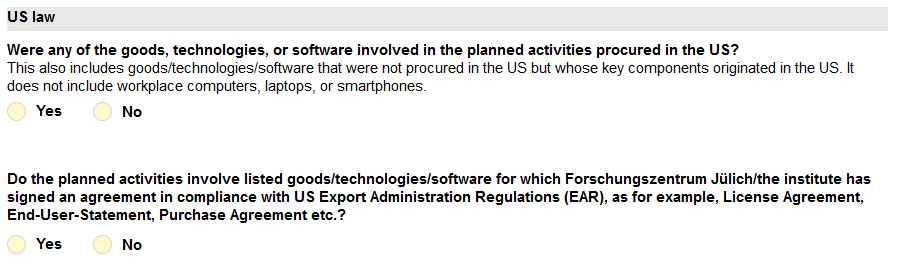 US law
Were any of the goods, technologies, or software involved in the planned activities procured in the US?
This also includes goods/technologies/software that were not procured in the US but whose key components originated in the US. It
does not include workplace computers, laptops, or smartphones.
Yes No
Do the planned activities involve listed goods/technologies/software for which Forschungszentrum Jülich/the institute has
signed an agreement in compliance with US Export Administration Regulations (EAR), as for example, License Agreement,
End-User-Statement, Purchase Agreement etc.?
Yes No